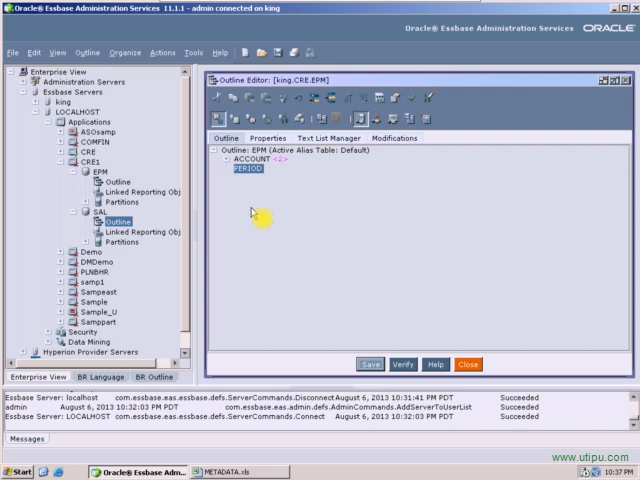 Oracle® Essbase Administration Services 11.1.1 - admin connected on king
Oracle® Essbase Administration Services ORACLE
File Edit View Outline Organize Actions Tools Help
Enterprise View
Administration Servers
Essbase Servers
king
LOCALHOST
Applications
ASOsamp
COMFIN
CRE
CRE1
EPM
Outline
Linked Reporting Obj
Partitions
SAL
Outline
Linked Reporting Obj
Partitions
Demo
DMDemo
PLNBHR
samp1
Sampeast
Sample
Sample_U
Samppart
Security
Data Mining
Hyperion Provider Servers
Enterprise View BR Language BR Outline
Outline Editor: [king.CRE.EPM]
Outline Properties Text List Manager Modifications
Outline: EPM (Active Alias Table: Default)
ACCOUNT <2>
PERIOD
Save Verify Help Close
Essbase Server: localhost com.essbase.eas.essbase.defs.ServerCommands.Disconnect August 6, 2013 10:31:41 PM PDT Succeeded
admin August 6, 2013 10:32:03 PM PDT com.essbase.eas.admin.defs.AdminCommands.AddServerToUserList Succeeded
Essbase Server: LOCALHOST com.essbase.eas.essbase.defs.ServerCommands.Connect August 6, 2013 10:32:03 PM PDT Succeeded
Messages
www.utipu.com
Start Oracle® Essbase Adm... METADATA.xls 10:37 PM